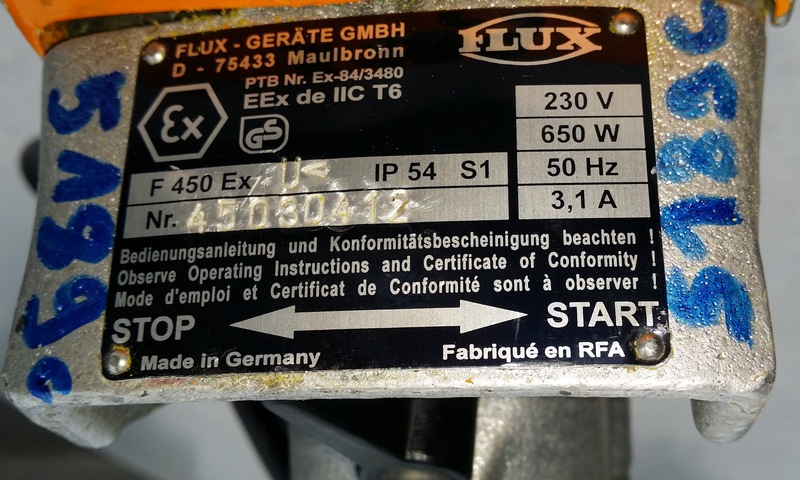 FLUX - GERÄTE GMBH
D - 75433 Maulbronn
PTB Nr. Ex-84/3480
EEx de IIC T6
FLUX
Ex
GS
230 V
650 W
50 Hz
3,1 A
F 450 Ex U< IP 54 S1
Nr. 45030412
Bedienungsanleitung und Konformitätsbescheinigung beachten !
Observe Operating Instructions and Certificate of Conformity !
Mode d'emploi et Certificat de Conformité sont à observer !
STOP START
Made in Germany Fabriqué en RFA